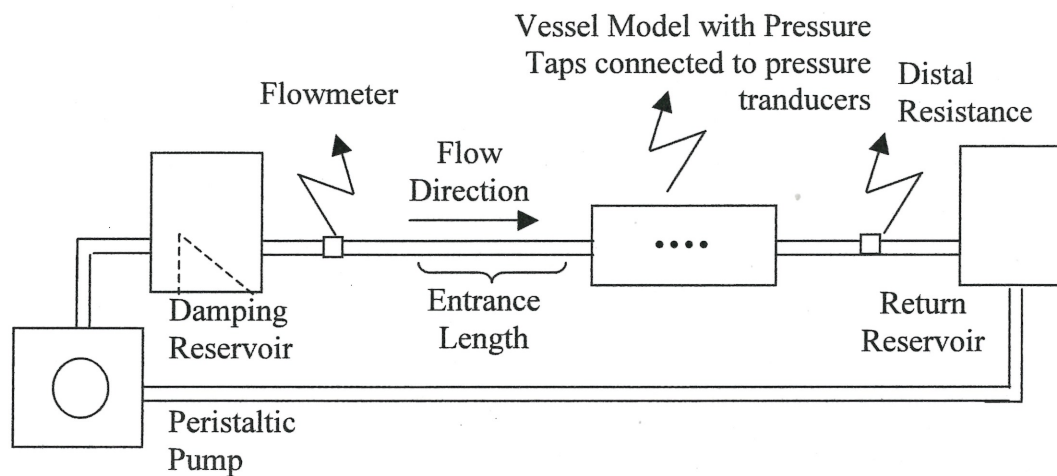 Vessel Model with Pressure
Taps connected to pressure
tranducers
Flowmeter
Distal
Resistance
Flow
Direction
Damping
Reservoir
Entrance
Length
Return
Reservoir
Peristaltic
Pump